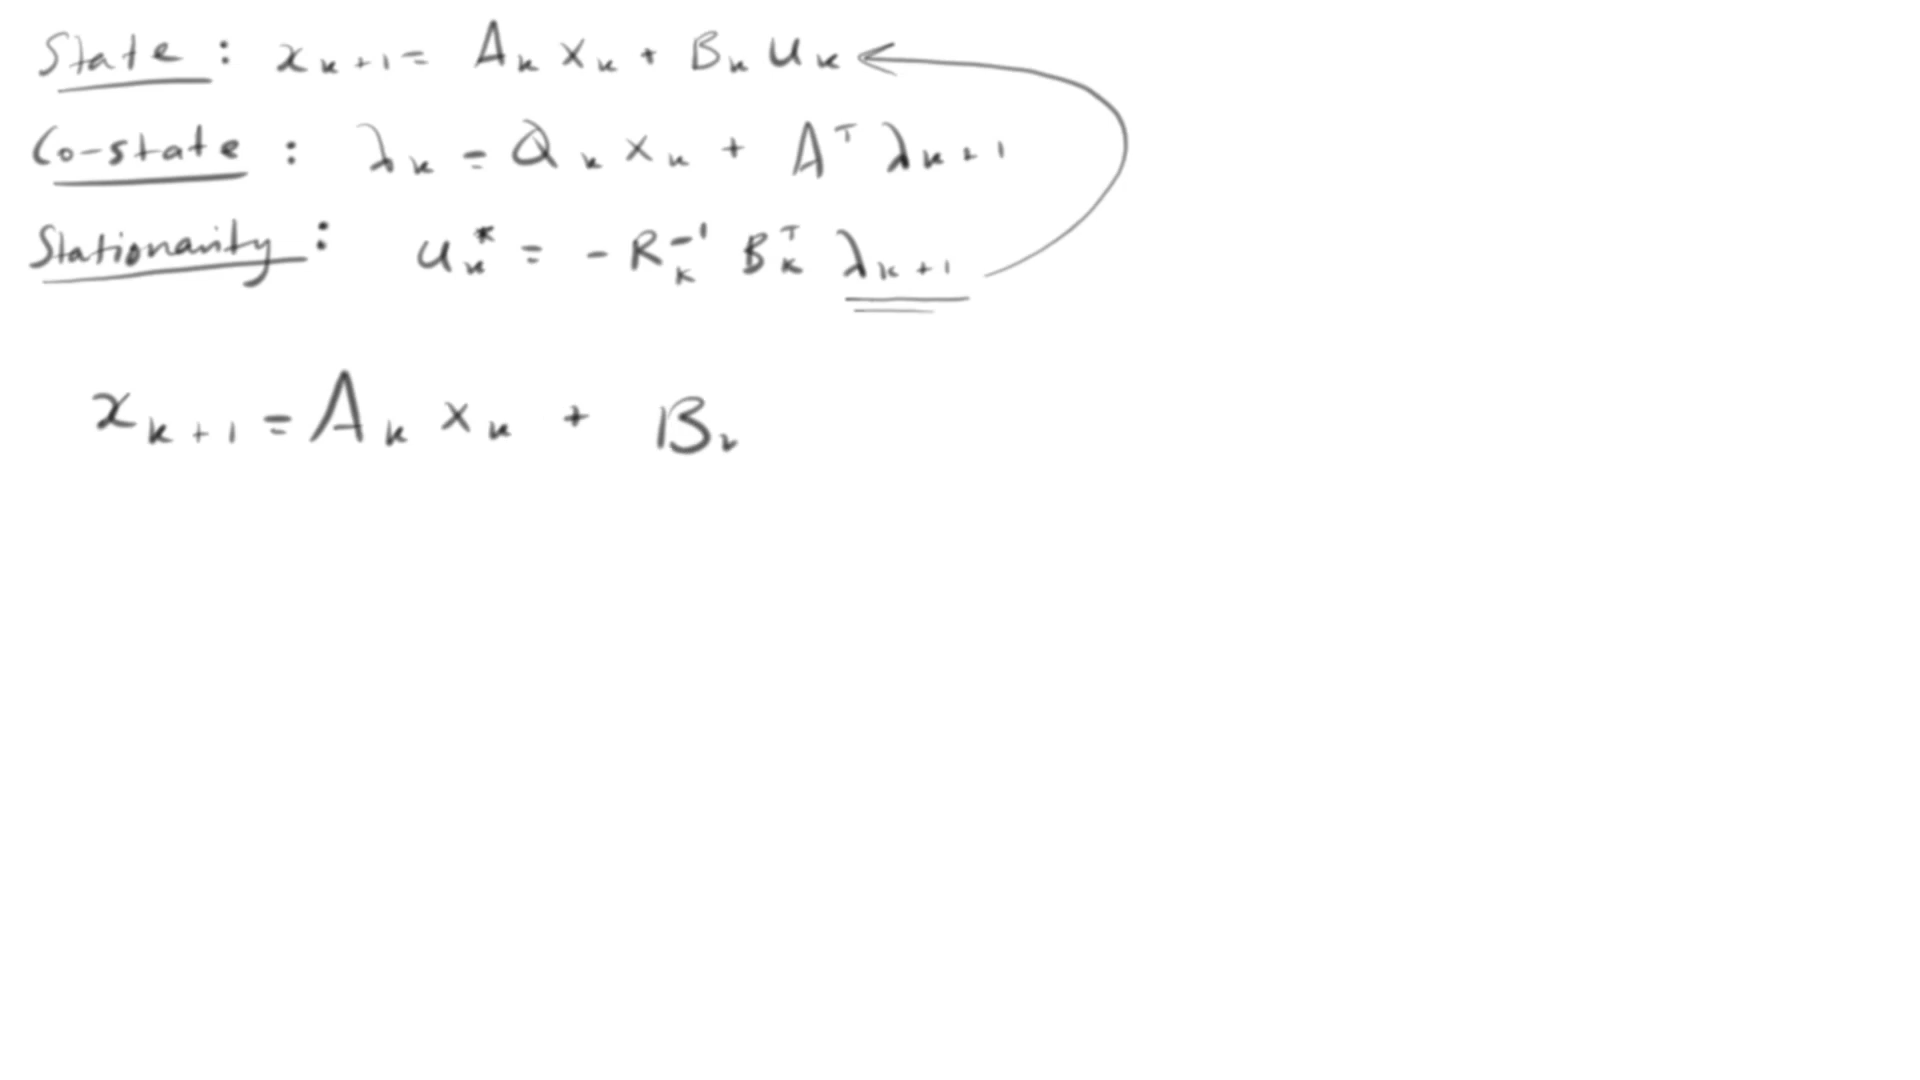 State : x_{k+1} = A_k x_k + B_k u_k
Co-state : λ_k = Q_k x_k + A^T λ_{k+1}
Stationarity : u_k^* = - R_k^{-1} B_k^T λ_{k+1}
x_{k+1} = A_k x_k + B_k